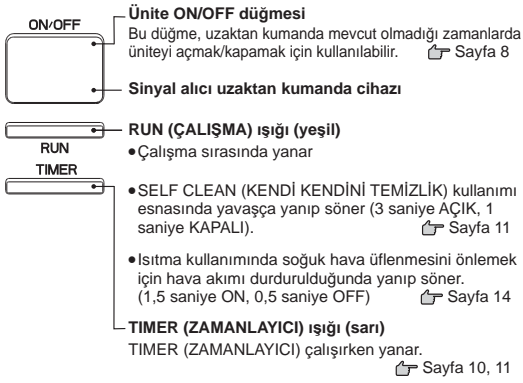 ON/OFF
Ünite ON/OFF düğmesi
Bu düğme, uzaktan kumanda mevcut olmadığı zamanlarda
üniteyi açmak/kapamak için kullanılabilir. Sayfa 8
Sinyal alıcı uzaktan kumanda cihazı
RUN (ÇALIŞMA) ışığı (yeşil)
RUN
•Çalışma sırasında yanar
TIMER
•SELF CLEAN (KENDİ KENDİNİ TEMİZLİK) kullanımı
esnasında yavaşça yanıp söner (3 saniye AÇIK, 1
saniye KAPALI). Sayfa 11
•Isıtma kullanımında soğuk hava üflenmesini önlemek
için hava akımı durdurulduğunda yanıp söner.
(1,5 saniye ON, 0,5 saniye OFF) Sayfa 14
TIMER (ZAMANLAYICI) ışığı (sarı)
TIMER (ZAMANLAYICI) çalışırken yanar.
Sayfa 10, 11